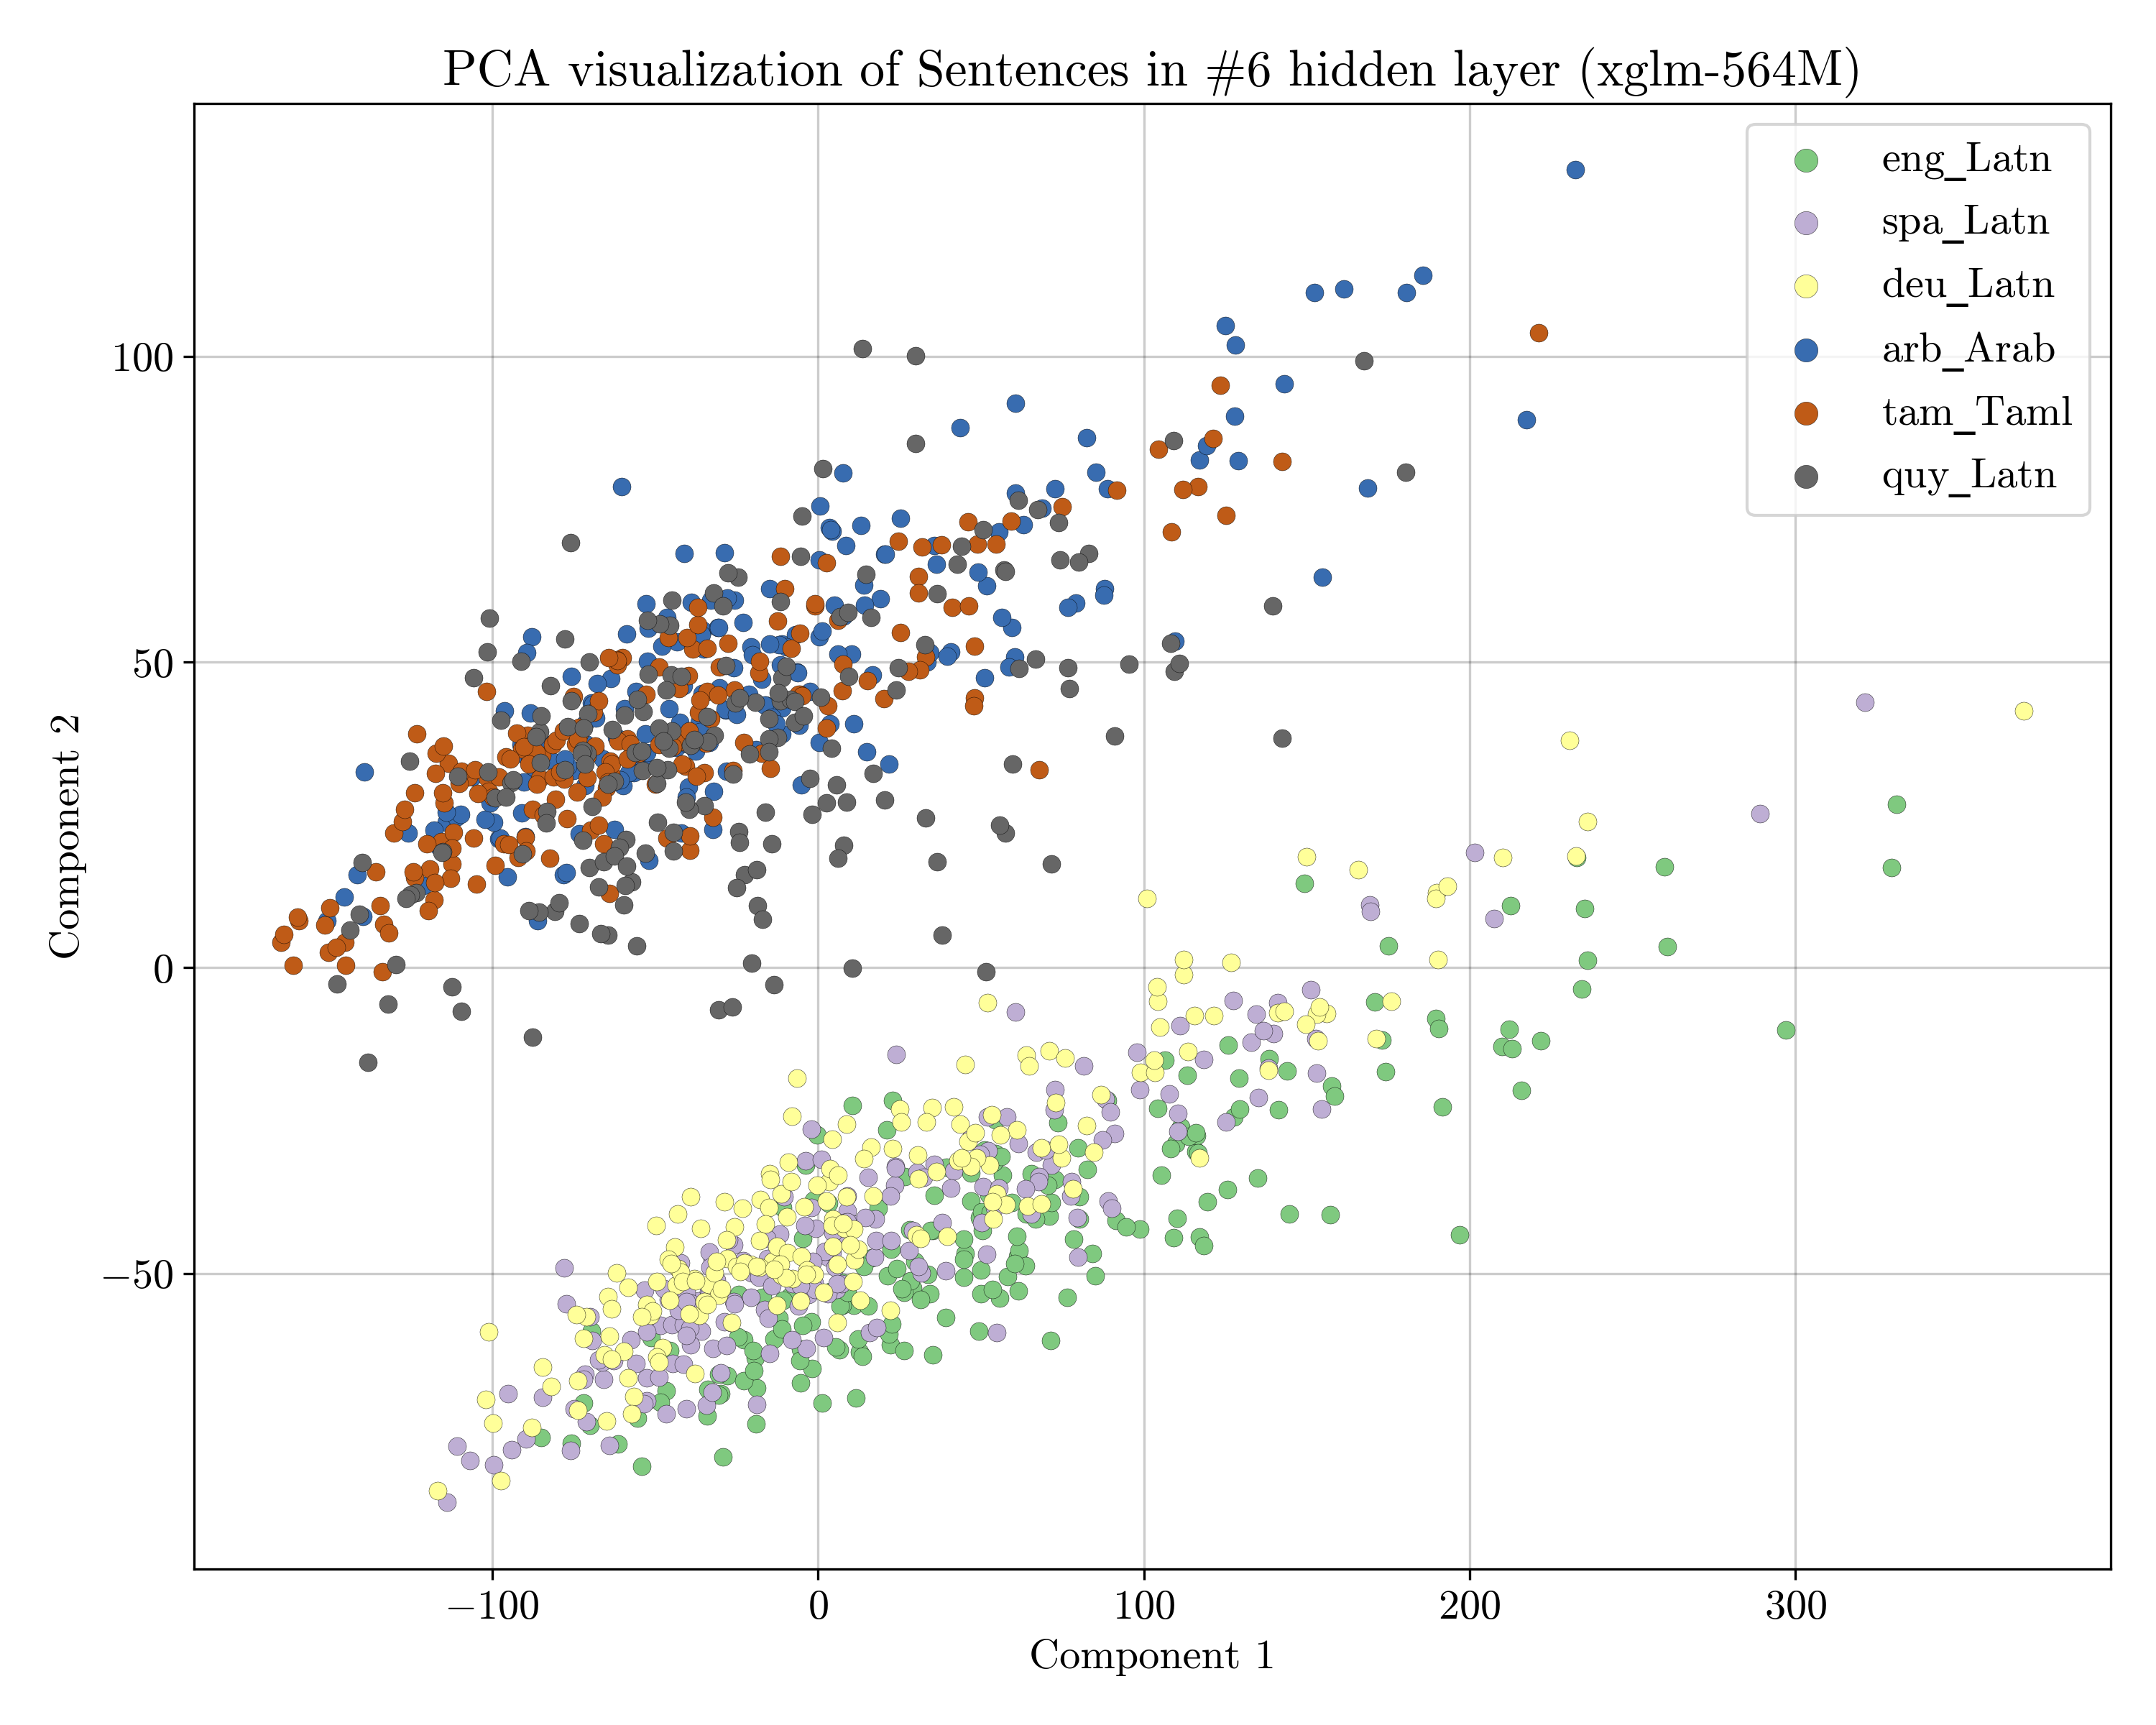 PCA visualization of Sentences in #6 hidden layer (xglm-564M)
eng_Latn
spa_Latn
deu_Latn
arb_Arab
tam_Taml
quy_Latn
100
50
0
−50
Component 2
−100
0
100
200
300
Component 1